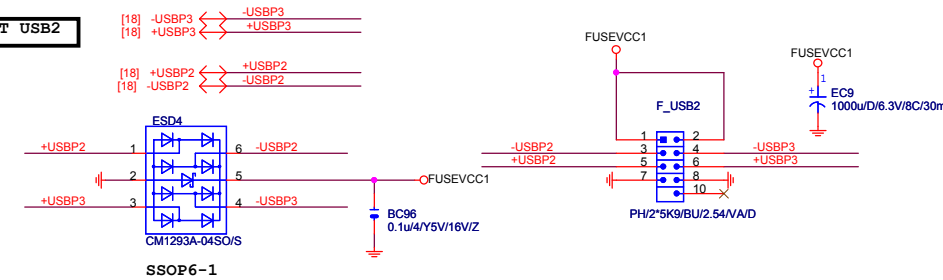 T USB2
[18] -USBP3 -USBP3
[18] +USBP3 +USBP3
[18] +USBP2 +USBP2
[18] -USBP2 -USBP2
ESD4
+USBP2 1 6 -USBP2
2 5 FUSEVCC1
+USBP3 3 4 -USBP3
CM1293A-04SO/S
SSOP6-1
BC96
0.1u/4/Y5V/16V/Z
FUSEVCC1
F_USB2
1 2
-USBP2 3 4 -USBP3
+USBP2 5 6 +USBP3
7 8
10
PH/2*5K9/BU/2.54/VA/D
FUSEVCC1
1
+ EC9
1000u/D/6.3V/8C/30m